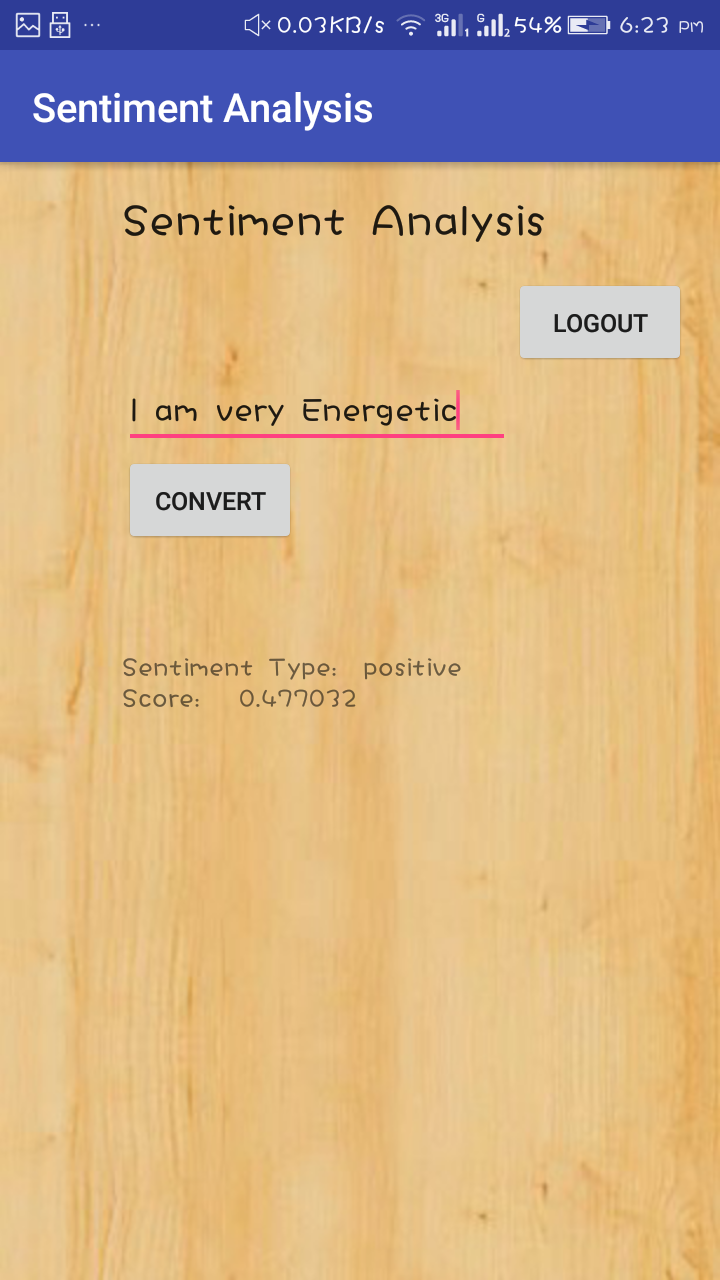 ... 0.03KB/s 3G 1 G 2 54% 6:23 pm
Sentiment Analysis
Sentiment Analysis
LOGOUT
I am very Energetic
CONVERT
Sentiment Type: positive
Score: 0.477032